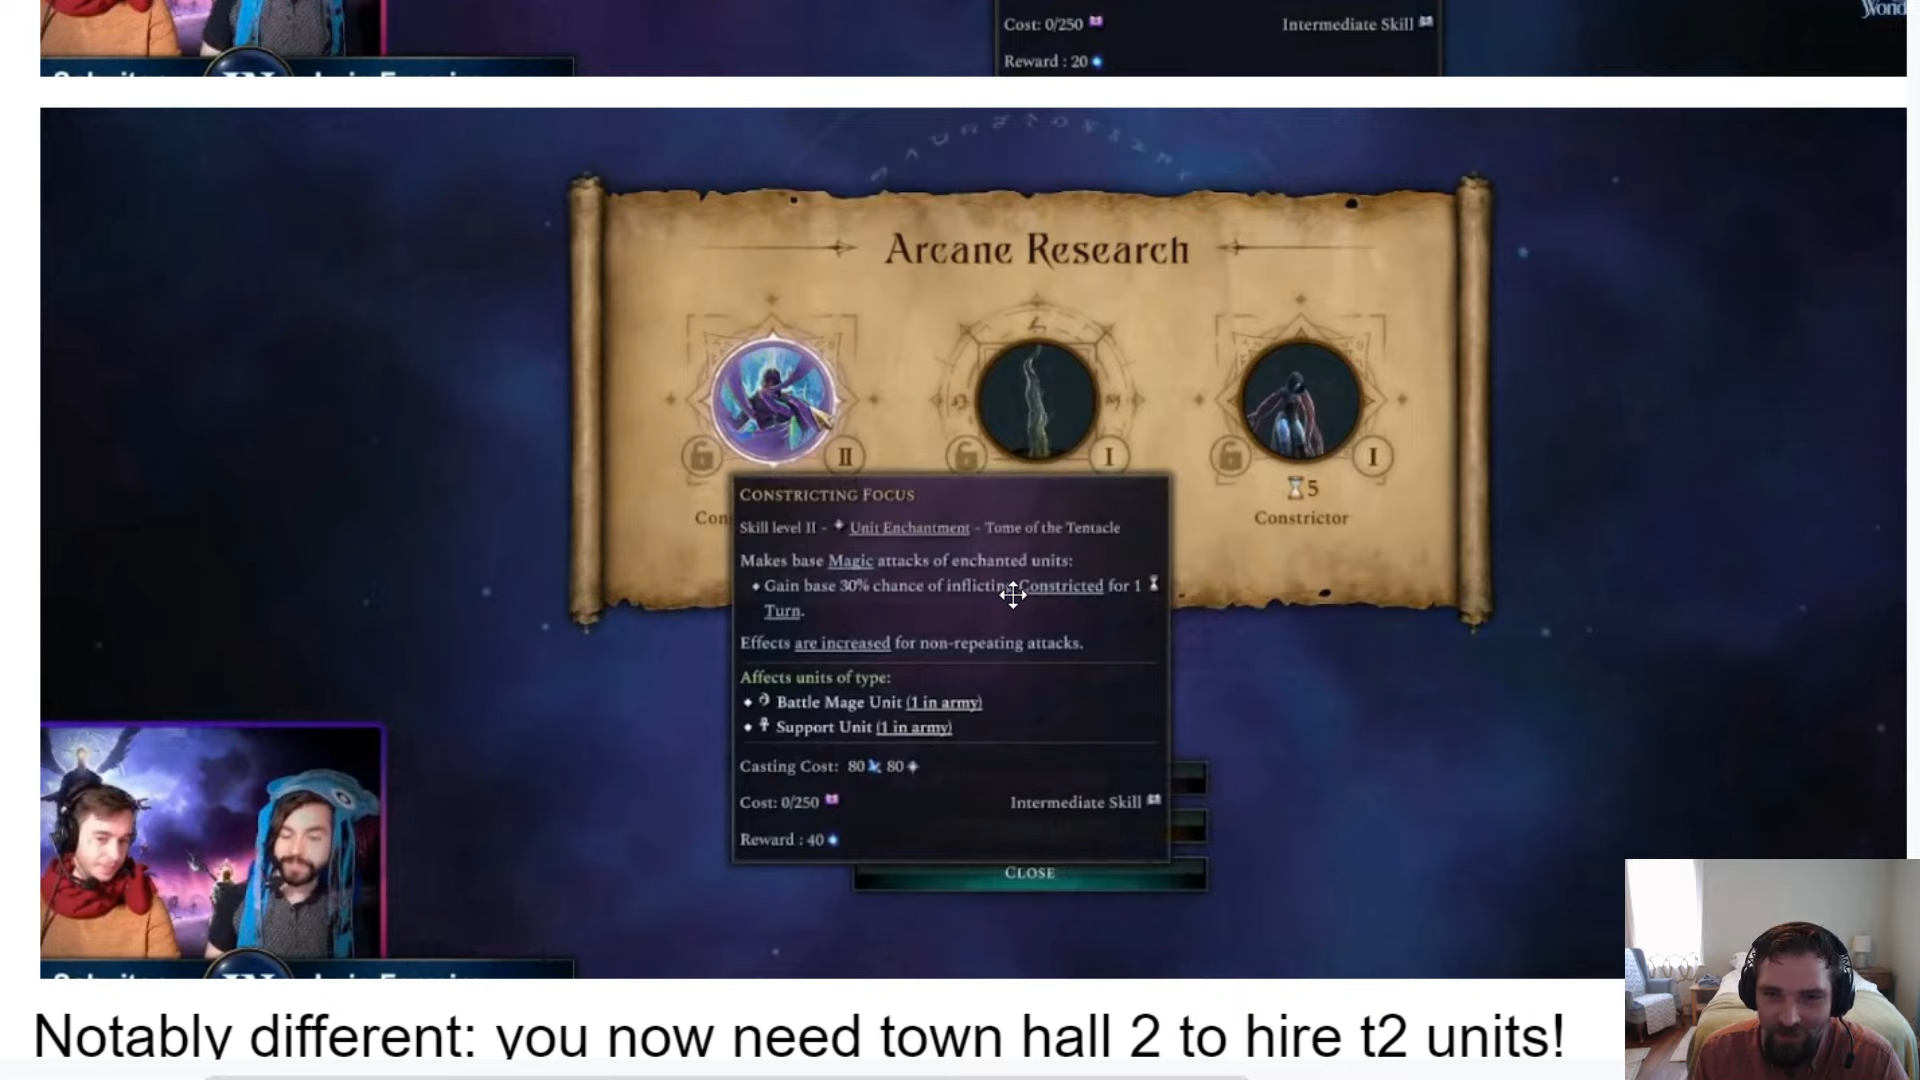 Cost: 0/250
Intermediate Skill
Reward : 20
Arcane Research
II
I
I
5
Constrictor
CONSTRICTING FOCUS
Skill level II - Unit Enchantment - Tome of the Tentacle
Makes base Magic attacks of enchanted units:
Gain base 30% chance of inflicting Constricted for 1
Turn.
Effects are increased for non-repeating attacks.
Affects units of type:
Battle Mage Unit (1 in army)
Support Unit (1 in army)
Casting Cost: 80 80
Cost: 0/250
Intermediate Skill
Reward : 40
CLOSE
Notably different: you now need town hall 2 to hire t2 units!